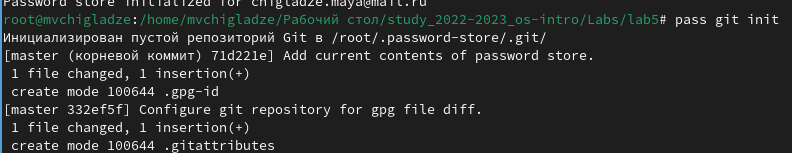 Password store initialized for chigladze.maya@mail.ru
root@mvchigladze:/home/mvchigladze/Рабочий стол/study_2022-2023_os-intro/Labs/lab5# pass git init
Инициализирован пустой репозиторий Git в /root/.password-store/.git/
[master (корневой коммит) 71d221e] Add current contents of password store.
 1 file changed, 1 insertion(+)
 create mode 100644 .gpg-id
[master 332ef5f] Configure git repository for gpg file diff.
 1 file changed, 1 insertion(+)
 create mode 100644 .gitattributes